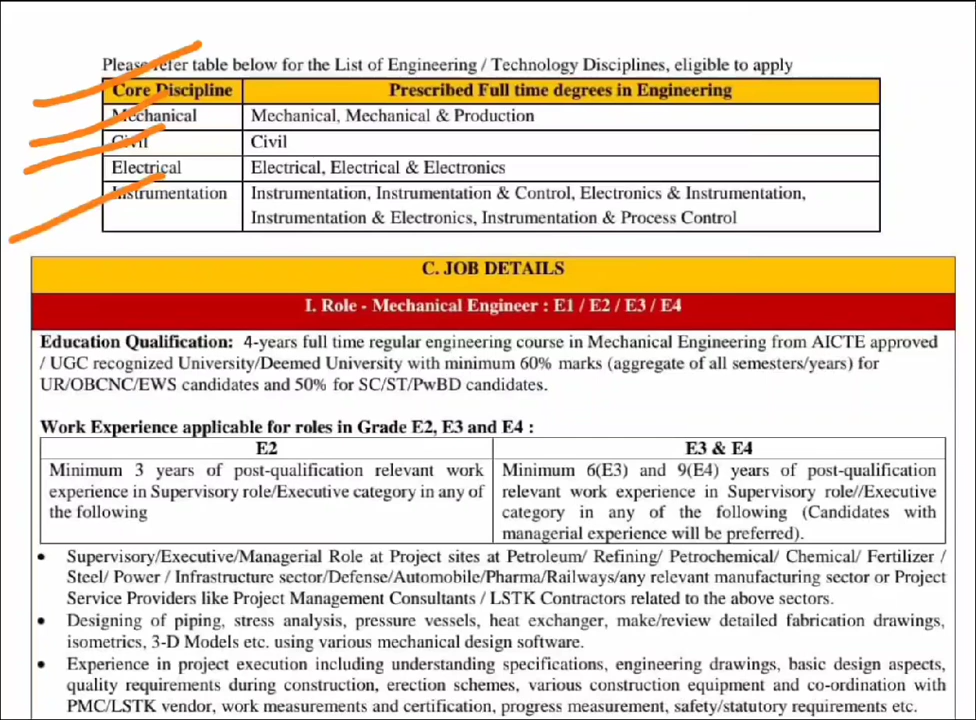 Please refer table below for the List of Engineering / Technology Disciplines, eligible to apply
Core Discipline Prescribed Full time degrees in Engineering
Mechanical Mechanical, Mechanical & Production
Civil Civil
Electrical Electrical, Electrical & Electronics
Instrumentation Instrumentation, Instrumentation & Control, Electronics & Instrumentation,
Instrumentation & Electronics, Instrumentation & Process Control
C. JOB DETAILS
I. Role - Mechanical Engineer : E1 / E2 / E3 / E4
Education Qualification: 4-years full time regular engineering course in Mechanical Engineering from AICTE approved
/ UGC recognized University/Deemed University with minimum 60% marks (aggregate of all semesters/years) for
UR/OBCNC/EWS candidates and 50% for SC/ST/PwBD candidates.
Work Experience applicable for roles in Grade E2, E3 and E4 :
E2
Minimum 3 years of post-qualification relevant work
experience in Supervisory role/Executive category in any of
the following
E3 & E4
Minimum 6(E3) and 9(E4) years of post-qualification
relevant work experience in Supervisory role//Executive
category in any of the following (Candidates with
managerial experience will be preferred).
• Supervisory/Executive/Managerial Role at Project sites at Petroleum/ Refining/ Petrochemical/ Chemical/ Fertilizer /
Steel/ Power / Infrastructure sector/Defense/Automobile/Pharma/Railways/any relevant manufacturing sector or Project
Service Providers like Project Management Consultants / LSTK Contractors related to the above sectors.
• Designing of piping, stress analysis, pressure vessels, heat exchanger, make/review detailed fabrication drawings,
isometrics, 3-D Models etc. using various mechanical design software.
• Experience in project execution including understanding specifications, engineering drawings, basic design aspects,
quality requirements during construction, erection schemes, various construction equipment and co-ordination with
PMC/LSTK vendor, work measurements and certification, progress measurement, safety/statutory requirements etc.